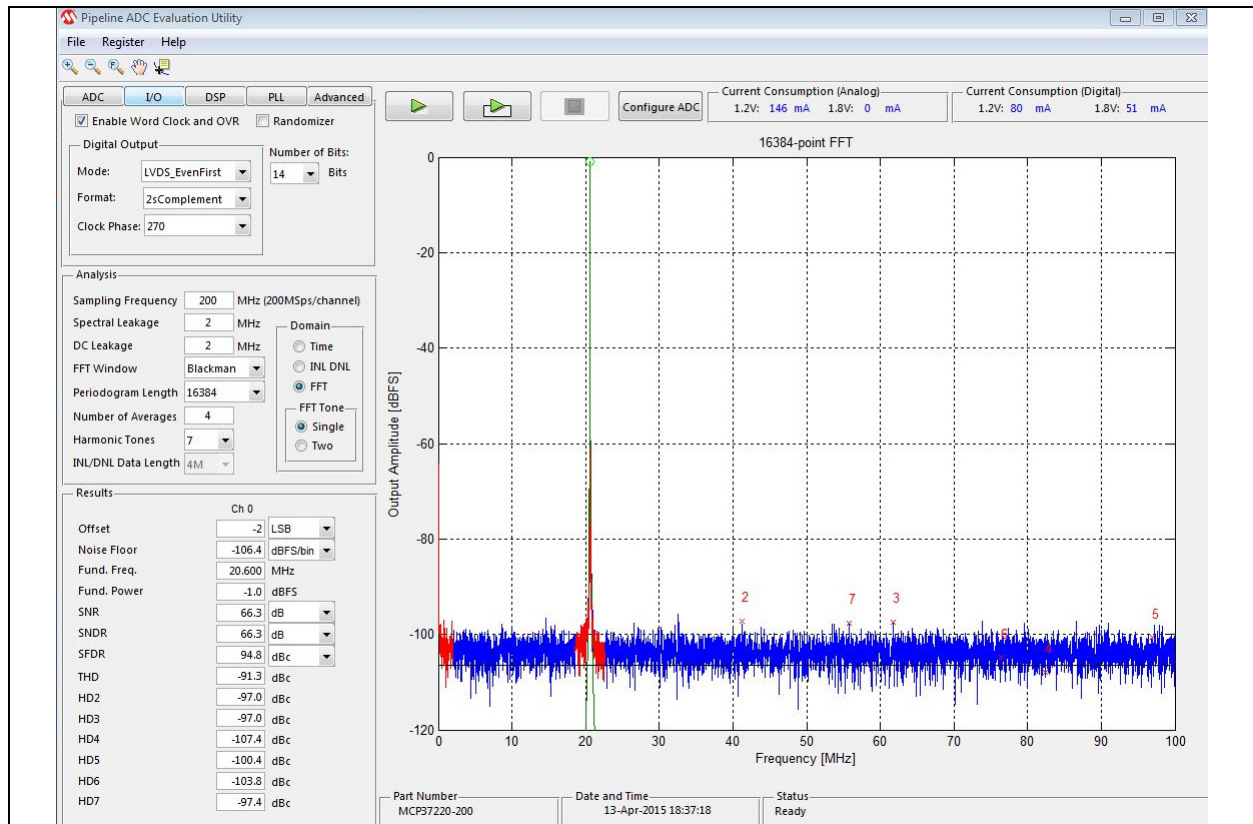 Pipeline ADC Evaluation Utility
File Register Help
ADC I/O DSP PLL Advanced
Enable Word Clock and OVR Randomizer
Digital Output
Mode: LVDS_EvenFirst
Format: 2sComplement
Clock Phase: 270
Number of Bits:
14 Bits
Configure ADC
Current Consumption (Analog)
1.2V: 146 mA 1.8V: 0 mA
Current Consumption (Digital)
1.2V: 80 mA 1.8V: 51 mA
Analysis
Sampling Frequency 200 MHz (200MSps/channel)
Spectral Leakage 2 MHz
DC Leakage 2 MHz
FFT Window Blackman
Periodogram Length 16384
Number of Averages 4
Harmonic Tones 7
INL/DNL Data Length 4M
Domain
Time
INL DNL
FFT
FFT Tone
Single
Two
Results
Ch 0
Offset -2 LSB
Noise Floor -106.4 dBFS/bin
Fund. Freq. 20.600 MHz
Fund. Power -1.0 dBFS
SNR 66.3 dB
SNDR 66.3 dB
SFDR 94.8 dBc
THD -91.3 dBc
HD2 -97.0 dBc
HD3 -97.0 dBc
HD4 -107.4 dBc
HD5 -100.4 dBc
HD6 -103.8 dBc
HD7 -97.4 dBc
16384-point FFT
Output Amplitude [dBFS]
0
-20
-40
-60
-80
-100
-120
2 7 3 6 4 5
0 10 20 30 40 50 60 70 80 90 100
Frequency [MHz]
Part Number
MCP37220-200
Date and Time
13-Apr-2015 18:37:18
Status
Ready